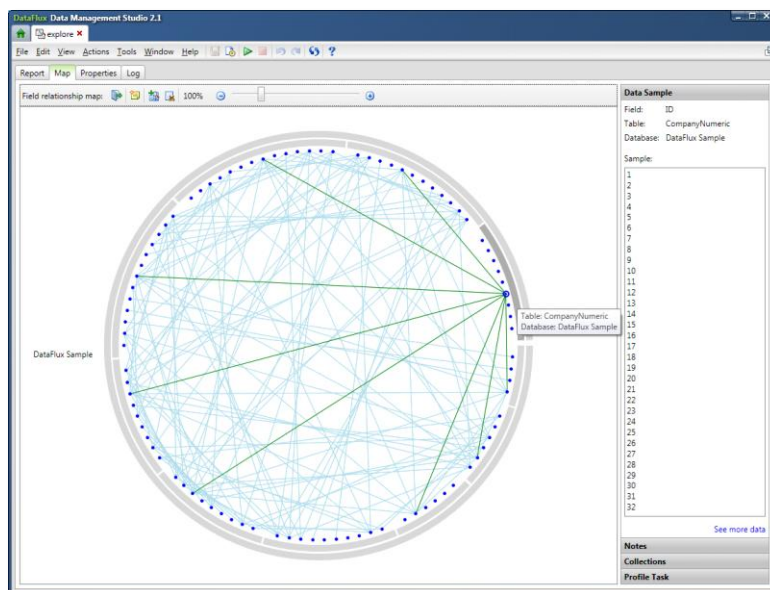 DataFlux Data Management Studio 2.1
explore
File Edit View Actions Tools Window Help
Report Map Properties Log
Field relationship map: 100%
Data Sample
Field: ID
Table: CompanyNumeric
Database: DataFlux Sample
Sample:
1
2
3
4
5
6
7
8
9
10
11
12
13
14
15
16
17
18
19
20
21
22
23
24
25
26
27
28
29
30
31
32
Table: CompanyNumeric
Database: DataFlux Sample
DataFlux Sample
See more data
Notes
Collections
Profile Task